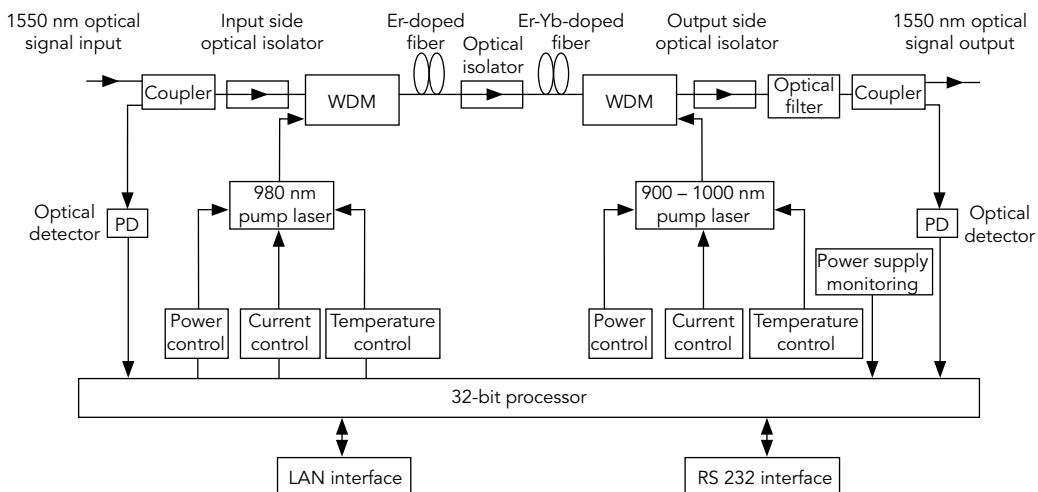 1550 nm optical
signal input
Input side
optical isolator
Er-doped
fiber
Optical
isolator
Er-Yb-doped
fiber
Output side
optical isolator
1550 nm optical
signal output
Coupler
WDM
WDM
Optical
filter
Coupler
980 nm
pump laser
900 – 1000 nm
pump laser
Optical
detector
PD
PD
Optical
detector
Power supply
monitoring
Power
control
Current
control
Temperature
control
Power
control
Current
control
Temperature
control
32-bit processor
LAN interface
RS 232 interface